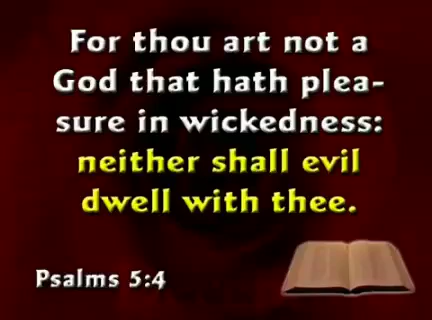 For thou art not a
God that hath plea-
sure in wickedness:
neither shall evil
dwell with thee.
Psalms 5:4